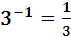 3⁻¹ = 1/3